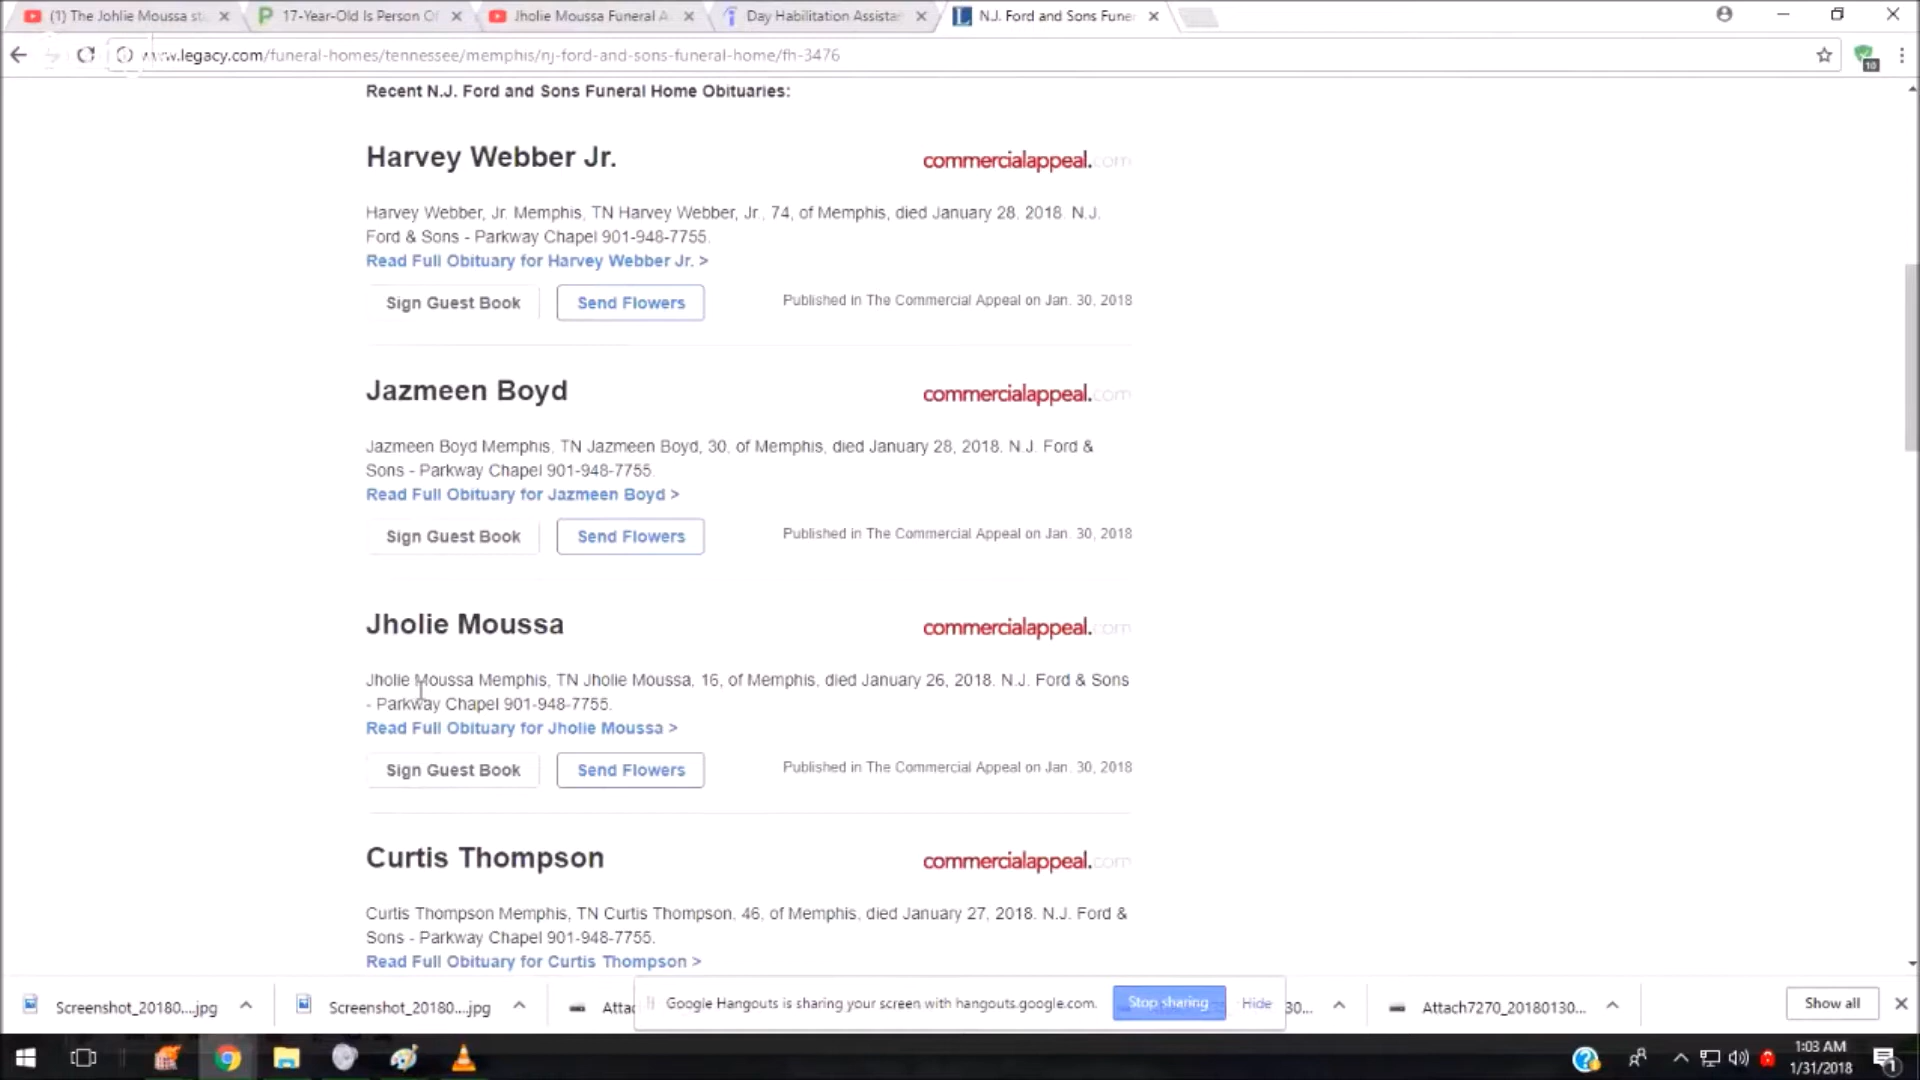 (1) The Johlie Moussa st
17-Year-Old Is Person Of
Jholie Moussa Funeral A
Day Habilitation Assista
N.J. Ford and Sons Fune
.legacy.com/funeral-homes/tennessee/memphis/nj-ford-and-sons-funeral-home/fh-3476
10
Recent N.J. Ford and Sons Funeral Home Obituaries:
Harvey Webber Jr.
commercialappeal.com
Harvey Webber, Jr. Memphis, TN Harvey Webber, Jr., 74, of Memphis, died January 28, 2018. N.J.
Ford & Sons - Parkway Chapel 901-948-7755.
Read Full Obituary for Harvey Webber Jr. >
Sign Guest Book
Send Flowers
Published in The Commercial Appeal on Jan. 30, 2018
Jazmeen Boyd
commercialappeal.com
Jazmeen Boyd Memphis, TN Jazmeen Boyd, 30, of Memphis, died January 28, 2018. N.J. Ford &
Sons - Parkway Chapel 901-948-7755.
Read Full Obituary for Jazmeen Boyd >
Sign Guest Book
Send Flowers
Published in The Commercial Appeal on Jan. 30, 2018
Jholie Moussa
commercialappeal.com
Jholie Moussa Memphis, TN Jholie Moussa, 16, of Memphis, died January 26, 2018. N.J. Ford & Sons
- Parkway Chapel 901-948-7755.
Read Full Obituary for Jholie Moussa >
Sign Guest Book
Send Flowers
Published in The Commercial Appeal on Jan. 30, 2018
Curtis Thompson
commercialappeal.com
Curtis Thompson Memphis, TN Curtis Thompson, 46, of Memphis, died January 27, 2018. N.J. Ford &
Sons - Parkway Chapel 901-948-7755.
Read Full Obituary for Curtis Thompson >
Screenshot_20180....jpg
Screenshot_20180....jpg
Attac
Google Hangouts is sharing your screen with hangouts.google.com.
Stop sharing
Hide
30...
Attach7270_20180130...
Show all
1:03 AM
1/31/2018
1